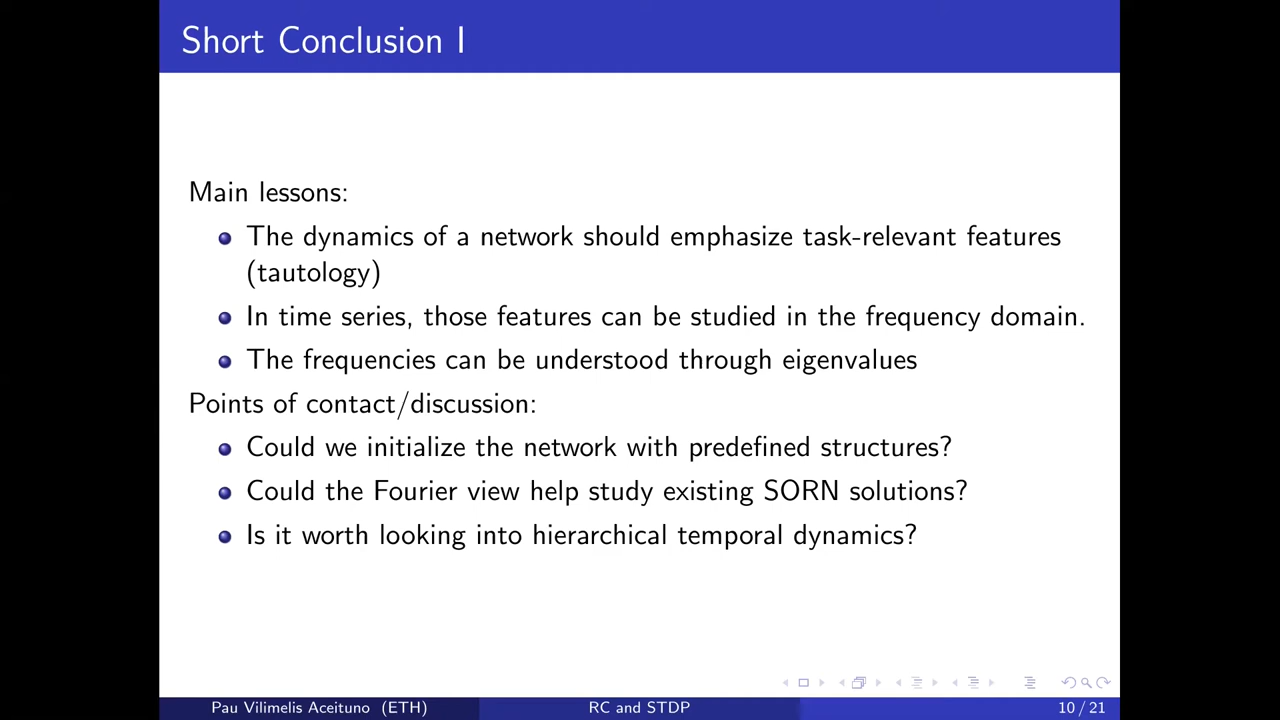 Short Conclusion I
Main lessons:
The dynamics of a network should emphasize task-relevant features
(tautology)
In time series, those features can be studied in the frequency domain.
The frequencies can be understood through eigenvalues
Points of contact/discussion:
Could we initialize the network with predefined structures?
Could the Fourier view help study existing SORN solutions?
Is it worth looking into hierarchical temporal dynamics?
Pau Vilimelis Aceituno (ETH)
RC and STDP
10 / 21